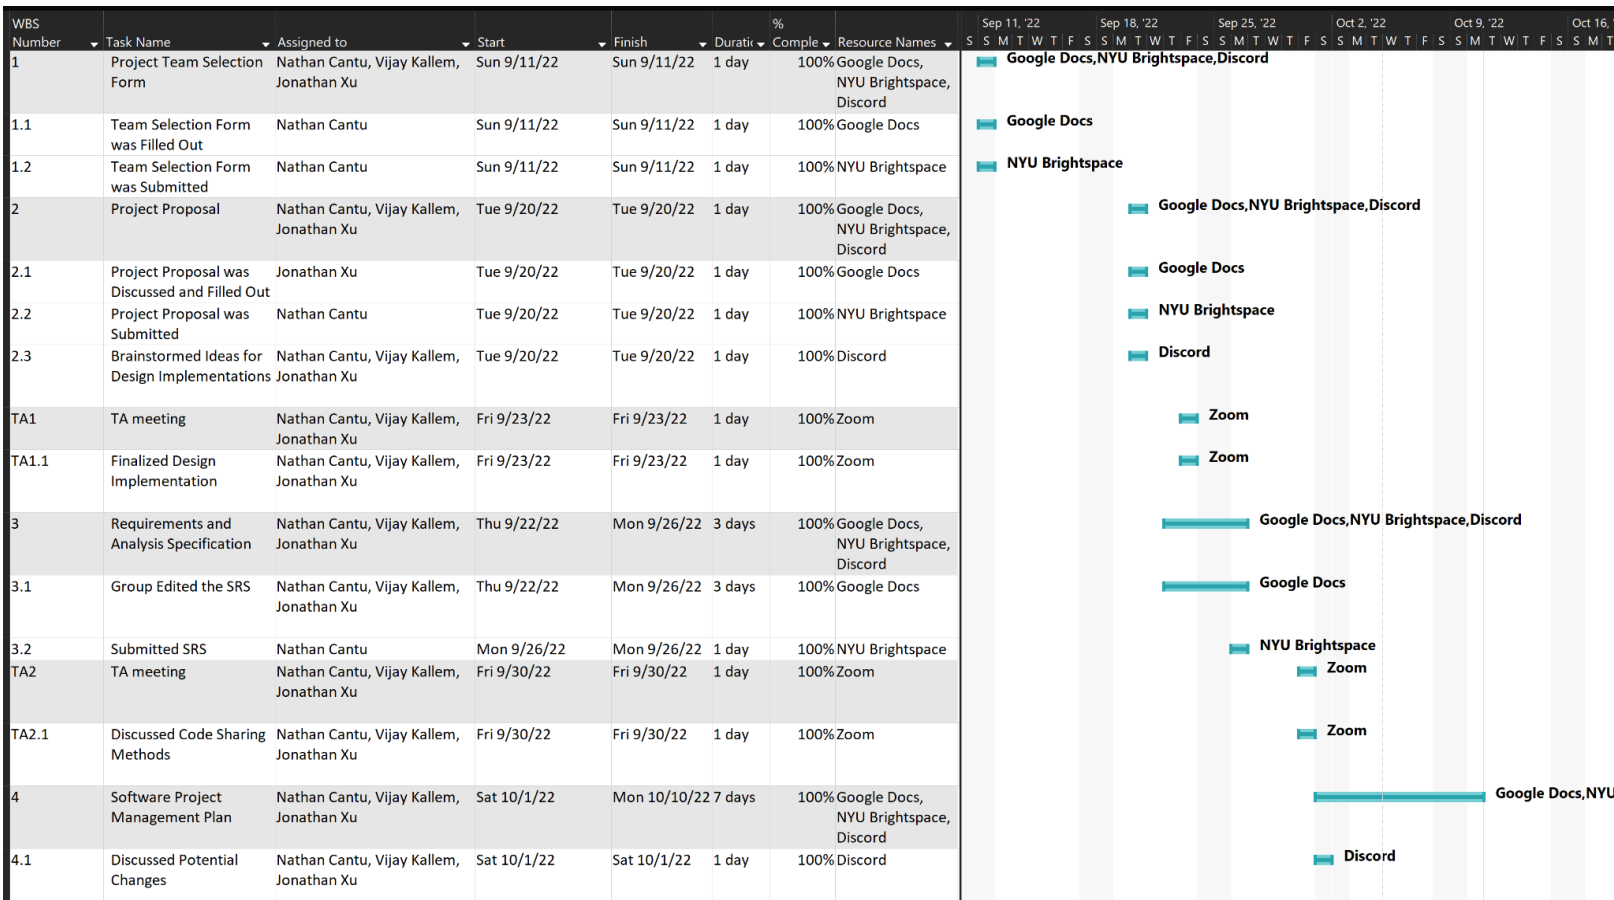 WBS Number Task Name Assigned to Start Finish Duratic % Comple Resource Names
Sep 11, '22 Sep 18, '22 Sep 25, '22 Oct 2, '22 Oct 9, '22 Oct 16, '
S S M T W T F S S M T W T F S S M T W T F S S M T W T F S S M T W T F S S M T
1 Project Team Selection Nathan Cantu, Vijay Kallem, Sun 9/11/22 Sun 9/11/22 1 day 100% Google Docs, Google Docs,NYU Brightspace,Discord
Form Jonathan Xu NYU Brightspace,
Discord
1.1 Team Selection Form Nathan Cantu Sun 9/11/22 Sun 9/11/22 1 day 100% Google Docs Google Docs
was Filled Out
1.2 Team Selection Form Nathan Cantu Sun 9/11/22 Sun 9/11/22 1 day 100% NYU Brightspace NYU Brightspace
was Submitted
2 Project Proposal Nathan Cantu, Vijay Kallem, Tue 9/20/22 Tue 9/20/22 1 day 100% Google Docs, Google Docs,NYU Brightspace,Discord
Jonathan Xu NYU Brightspace,
Discord
2.1 Project Proposal was Jonathan Xu Tue 9/20/22 Tue 9/20/22 1 day 100% Google Docs Google Docs
Discussed and Filled Out
2.2 Project Proposal was Nathan Cantu Tue 9/20/22 Tue 9/20/22 1 day 100% NYU Brightspace NYU Brightspace
Submitted
2.3 Brainstormed Ideas for Nathan Cantu, Vijay Kallem, Tue 9/20/22 Tue 9/20/22 1 day 100% Discord Discord
Design Implementations Jonathan Xu
TA1 TA meeting Nathan Cantu, Vijay Kallem, Fri 9/23/22 Fri 9/23/22 1 day 100% Zoom Zoom
Jonathan Xu
TA1.1 Finalized Design Nathan Cantu, Vijay Kallem, Fri 9/23/22 Fri 9/23/22 1 day 100% Zoom Zoom
Implementation Jonathan Xu
3 Requirements and Nathan Cantu, Vijay Kallem, Thu 9/22/22 Mon 9/26/22 3 days 100% Google Docs, Google Docs,NYU Brightspace,Discord
Analysis Specification Jonathan Xu NYU Brightspace,
Discord
3.1 Group Edited the SRS Nathan Cantu, Vijay Kallem, Thu 9/22/22 Mon 9/26/22 3 days 100% Google Docs Google Docs
Jonathan Xu
3.2 Submitted SRS Nathan Cantu Mon 9/26/22 Mon 9/26/22 1 day 100% NYU Brightspace NYU Brightspace
TA2 TA meeting Nathan Cantu, Vijay Kallem, Fri 9/30/22 Fri 9/30/22 1 day 100% Zoom Zoom
Jonathan Xu
TA2.1 Discussed Code Sharing Nathan Cantu, Vijay Kallem, Fri 9/30/22 Fri 9/30/22 1 day 100% Zoom Zoom
Methods Jonathan Xu
4 Software Project Nathan Cantu, Vijay Kallem, Sat 10/1/22 Mon 10/10/22 7 days 100% Google Docs, Google Docs,NYU
Management Plan Jonathan Xu NYU Brightspace,
Discord
4.1 Discussed Potential Nathan Cantu, Vijay Kallem, Sat 10/1/22 Sat 10/1/22 1 day 100% Discord Discord
Changes Jonathan Xu